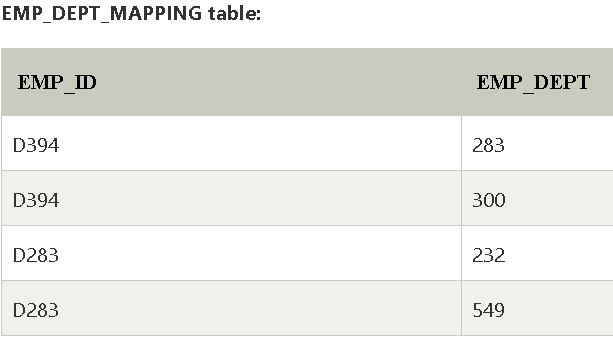 EMP_DEPT_MAPPING table:
EMP_ID EMP_DEPT
D394 283
D394 300
D283 232
D283 549